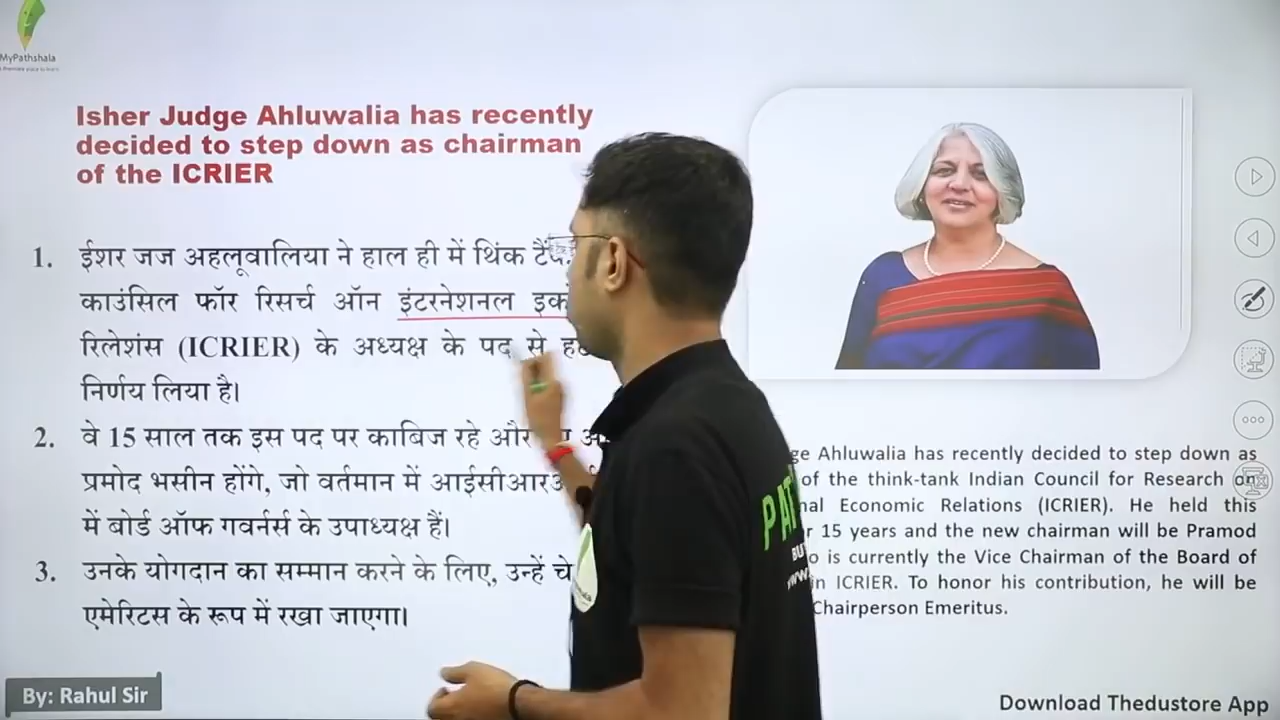 MyPathshala
Isher Judge Ahluwalia has recently
decided to step down as chairman
of the ICRIER
1. ईशर जज अहलूवालिया ने हाल ही में थिंक
काउंसिल फॉर रिसर्च ऑन इंटरनेशनल
रिलेशंस (ICRIER) के अध्यक्ष के पद से
निर्णय लिया है।
2. वे 15 साल तक इस पद पर काबिज रहे और
प्रमोद भसीन होंगे, जो वर्तमान में
में बोर्ड ऑफ गवर्नर्स के उपाध्यक्ष हैं।
3. उनके योगदान का सम्मान करने के लिए, उन्हें
एमेरिटस के रूप में रखा जाएगा।
Ahluwalia has recently decided to step down as
of the think-tank Indian Council for Research on
Economic Relations (ICRIER). He held this
15 years and the new chairman will be Pramod
is currently the Vice Chairman of the Board of
in ICRIER. To honor his contribution, he will be
Chairperson Emeritus.
By: Rahul Sir
Download Thedustore App